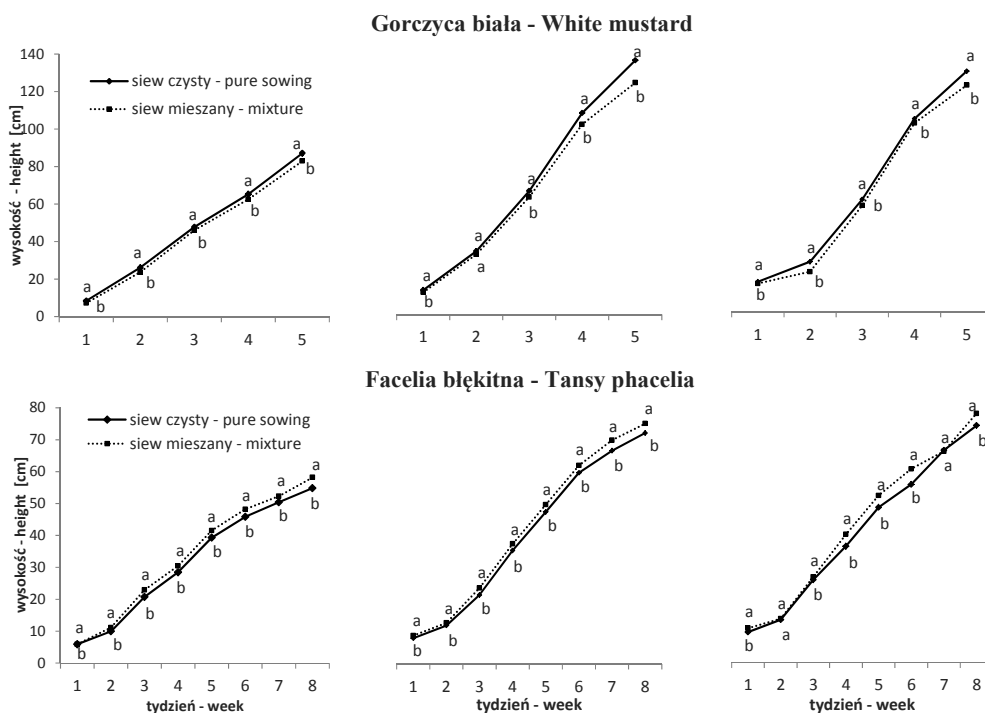 Gorczyca biała - White mustard
140
120
100
80
60
40
20
0
wysokość - height [cm]
siew czysty - pure sowing
siew mieszany - mixture
a a a a a
b b b b b
1 2 3 4 5
a a a a a
b a b b b
1 2 3 4 5
a a a a a
b b b b b
1 2 3 4 5
Facelia błękitna - Tansy phacelia
80
70
60
50
40
30
20
10
0
wysokość - height [cm]
siew czysty - pure sowing
siew mieszany - mixture
a a a a a a a a
b b b b b b b b
1 2 3 4 5 6 7 8
tydzień - week
a a a a a a a a
b b b b b b b b
1 2 3 4 5 6 7 8
tydzień - week
a a a a a a a a
b a b b b b a b
1 2 3 4 5 6 7 8
tydzień - week